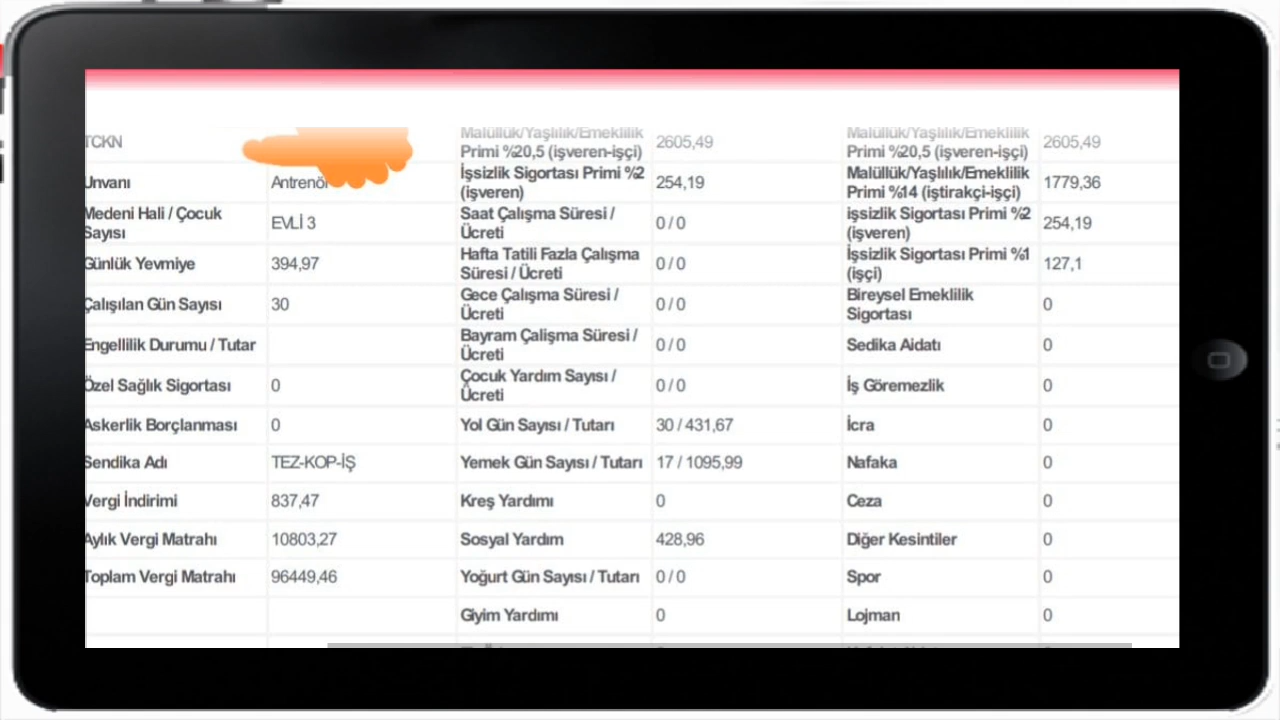 TCKN
Malüllük/Yaşlılık/Emeklilik
Primi %20,5 (işveren-işçi)
2605,49
Malüllük/Yaşlılık/Emeklilik
Primi %20,5 (işveren-işçi)
2605,49
Unvanı
Antrenör
İşsizlik Sigortası Primi %2
(işveren)
254,19
Malüllük/Yaşlılık/Emeklilik
Primi %14 (iştirakçi-işçi)
1779,36
Medeni Hali / Çocuk
Sayısı
EVLİ 3
Saat Çalışma Süresi /
Ücreti
0 / 0
işsizlik Sigortası Primi %2
(işveren)
254,19
Günlük Yevmiye
394,97
Hafta Tatili Fazla Çalışma
Süresi / Ücreti
0 / 0
İşsizlik Sigortası Primi %1
(işçi)
127,1
Çalışılan Gün Sayısı
30
Gece Çalışma Süresi /
Ücreti
0 / 0
Bireysel Emeklilik
Sigortası
0
Engellilik Durumu / Tutar
Bayram Çalişma Süresi /
Ücreti
0 / 0
Sedika Aidatı
0
Özel Sağlık Sigortası
0
Çocuk Yardım Sayısı /
Ücreti
0 / 0
İş Göremezlik
0
Askerlik Borçlanması
0
Yol Gün Sayısı / Tutarı
30 / 431,67
İcra
0
Sendika Adı
TEZ-KOP-İŞ
Yemek Gün Sayısı / Tutarı
17 / 1095,99
Nafaka
0
Vergi İndirimi
837,47
Kreş Yardımı
0
Ceza
0
Aylık Vergi Matrahı
10803,27
Sosyal Yardım
428,96
Diğer Kesintiler
0
Toplam Vergi Matrahı
96449,46
Yoğurt Gün Sayısı / Tutarı
0 / 0
Spor
0
Giyim Yardımı
0
Lojman
0